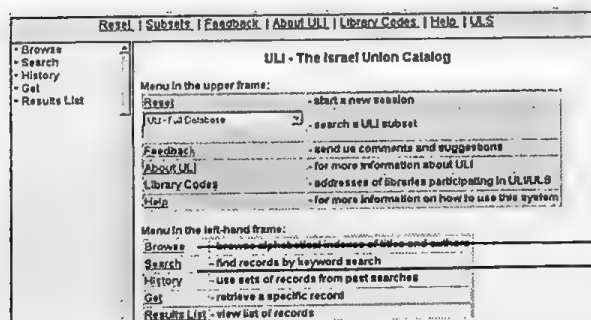 Reset | Subsets | Feedback | About ULI | Library Codes | Help | ULS
- Browse
- Search
- History
- Get
- Results List
ULI - The Israel Union Catalog
Menu in the upper frame:
Reset - start a new session
ULI - Full Database - search a ULI subset
Feedback - send us comments and suggestions
About ULI - for more information about ULI
Library Codes - addresses of libraries participating in ULI/ULS
Help - for more information on how to use this system
Menu in the left-hand frame:
Browse - browse alphabetical indexes of titles and authors
Search - find records by keyword search
History - use sets of records from past searches
Get - retrieve a specific record
Results List - view list of records